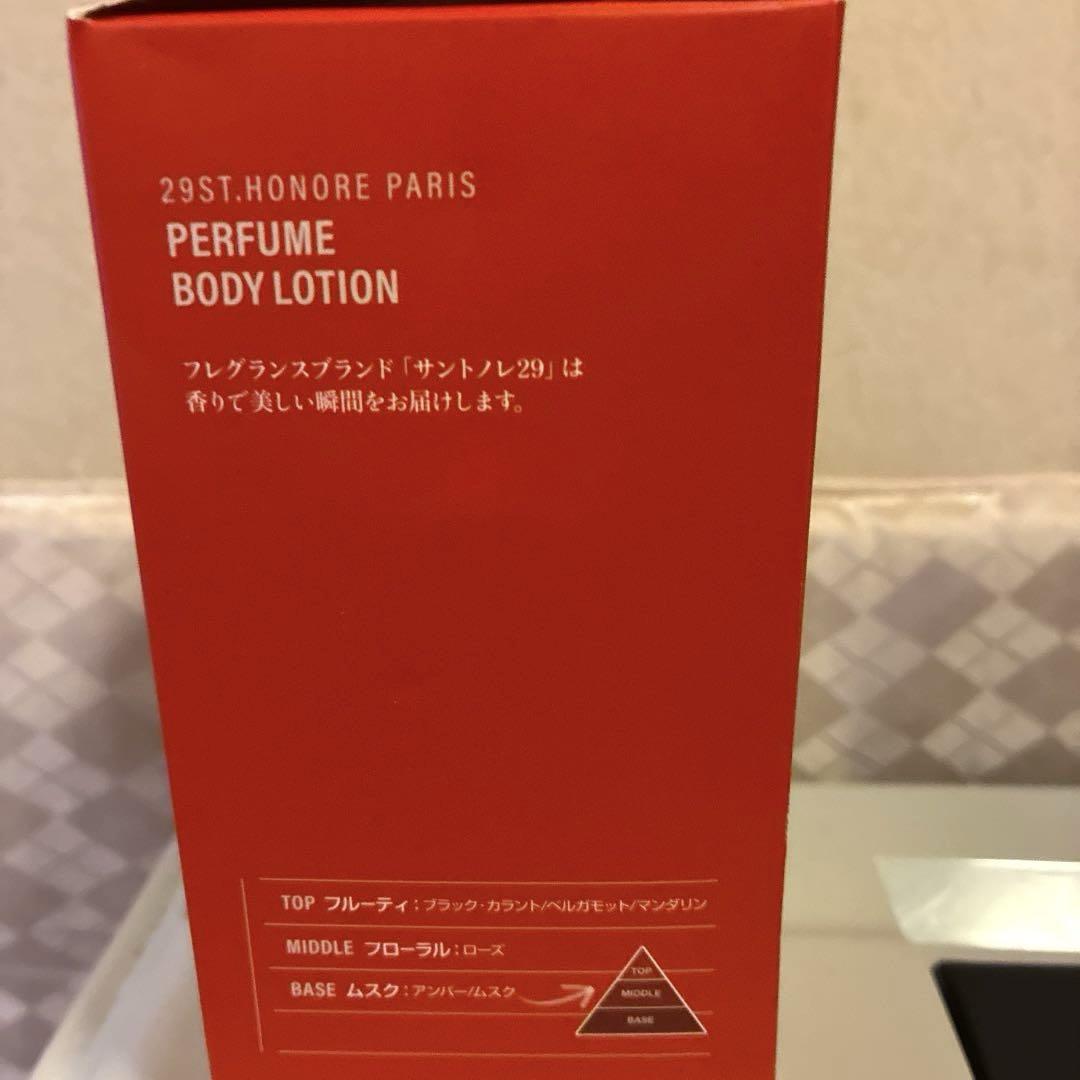 29ST.HONORE PARIS
PERFUME
BODY LOTION
フレグランスブランド「サントノレ29」は
香りで美しい瞬間をお届けします。
TOP フルーティ:ブラック・カラント/ベルガモット/マンダリン
MIDDLE フローラル:ローズ
BASE ムスク:アンバー/ムスク
TOP
MIDDLE
BASE